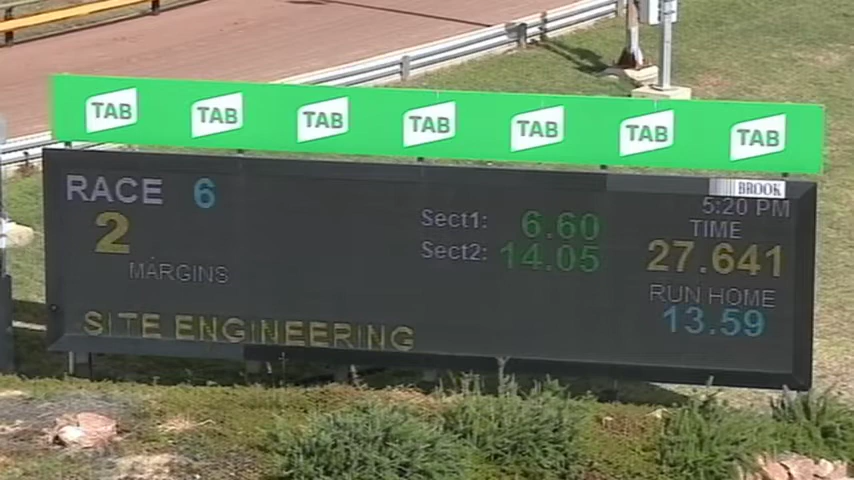 TAB TAB TAB TAB TAB TAB TAB
BROOK
RACE 6
5:20 PM
2
Sect1: 6.60
TIME
Sect2: 14.05
27.641
MARGINS
RUN HOME
13.59
SITE ENGINEERING